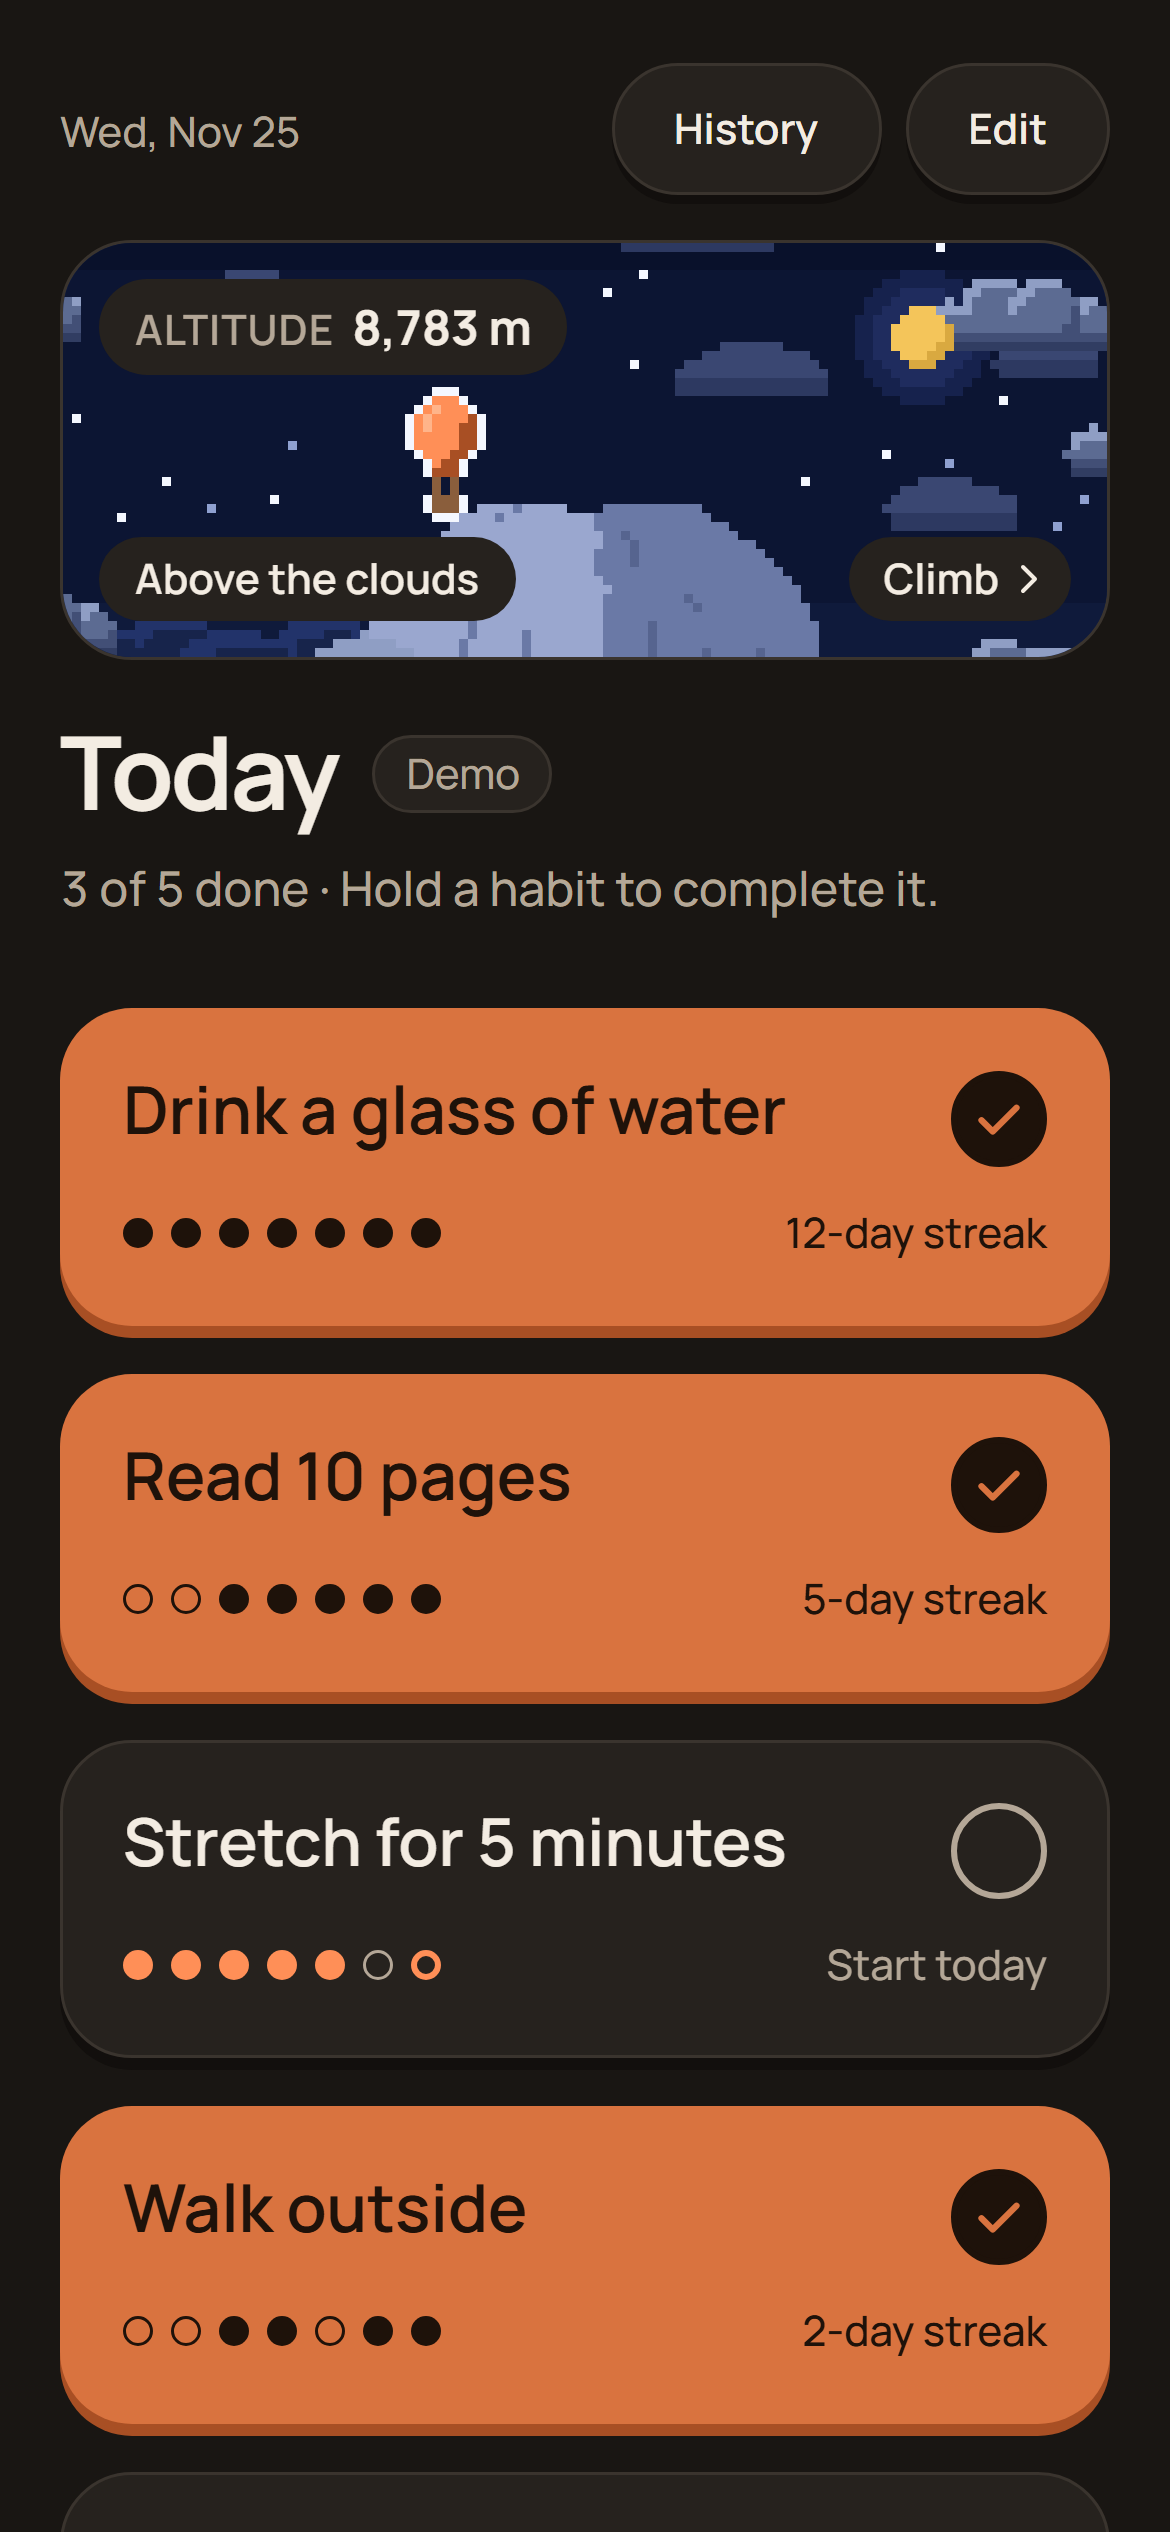 Wed, Nov 25
History
Edit
ALTITUDE 8,783 m
Above the clouds
Climb
Today
Demo
3 of 5 done · Hold a habit to complete it.
Drink a glass of water
12-day streak
Read 10 pages
5-day streak
Stretch for 5 minutes
Start today
Walk outside
2-day streak